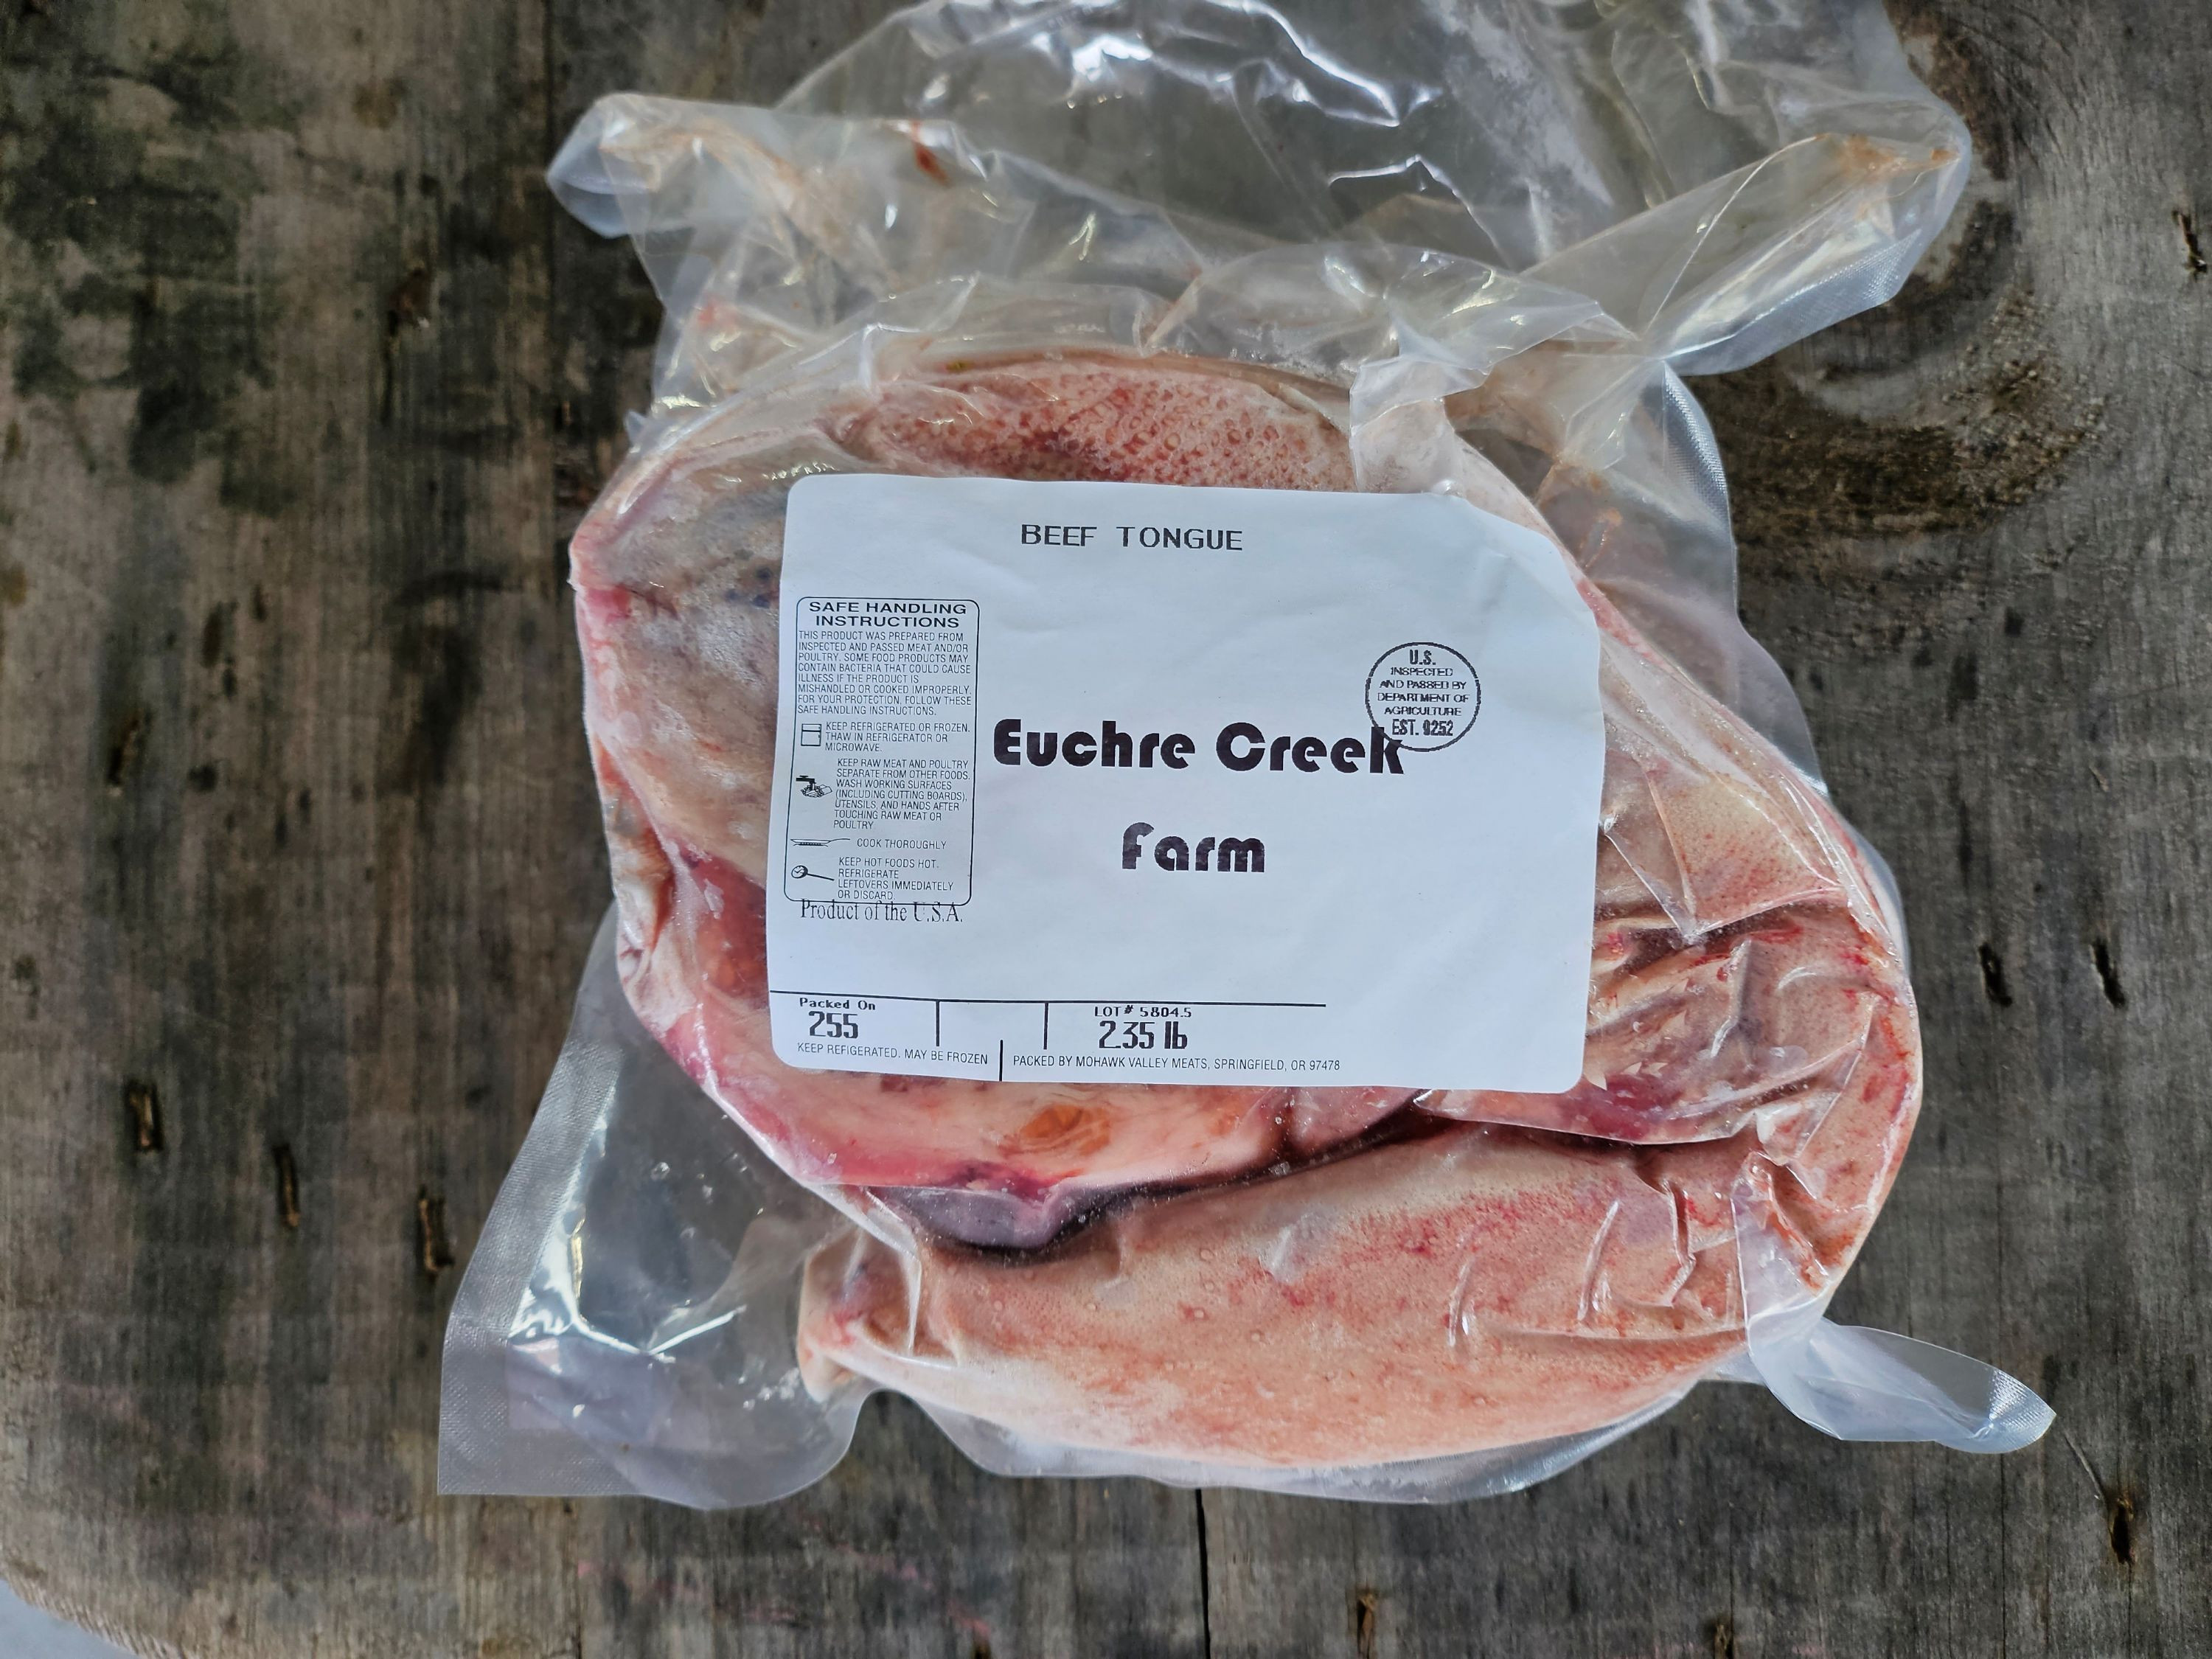 BEEF TONGUE
SAFE HANDLING
INSTRUCTIONS
THIS PRODUCT WAS PREPARED FROM
INSPECTED AND PASSED MEAT AND/OR
POULTRY. SOME FOOD PRODUCTS MAY
CONTAIN BACTERIA THAT COULD CAUSE
ILLNESS IF THE PRODUCT IS
MISHANDLED OR COOKED IMPROPERLY.
FOR YOUR PROTECTION, FOLLOW THESE
SAFE HANDLING INSTRUCTIONS.
KEEP REFRIGERATED OR FROZEN.
THAW IN REFRIGERATOR OR
MICROWAVE.
KEEP RAW MEAT AND POULTRY
SEPARATE FROM OTHER FOODS.
WASH WORKING SURFACES
(INCLUDING CUTTING BOARDS),
UTENSILS, AND HANDS AFTER
TOUCHING RAW MEAT OR
POULTRY.
COOK THOROUGHLY
KEEP HOT FOODS HOT.
REFRIGERATE
LEFTOVERS IMMEDIATELY
OR DISCARD.
Product of the U.S.A.
U.S.
INSPECTED
AND PASSED BY
DEPARTMENT OF
AGRICULTURE
EST. 9252
Euchre Creek
Farm
Packed On
255
LOT# 5804.5
2.35 lb
KEEP REFIGERATED. MAY BE FROZEN
PACKED BY MOHAWK VALLEY MEATS, SPRINGFIELD, OR 97478